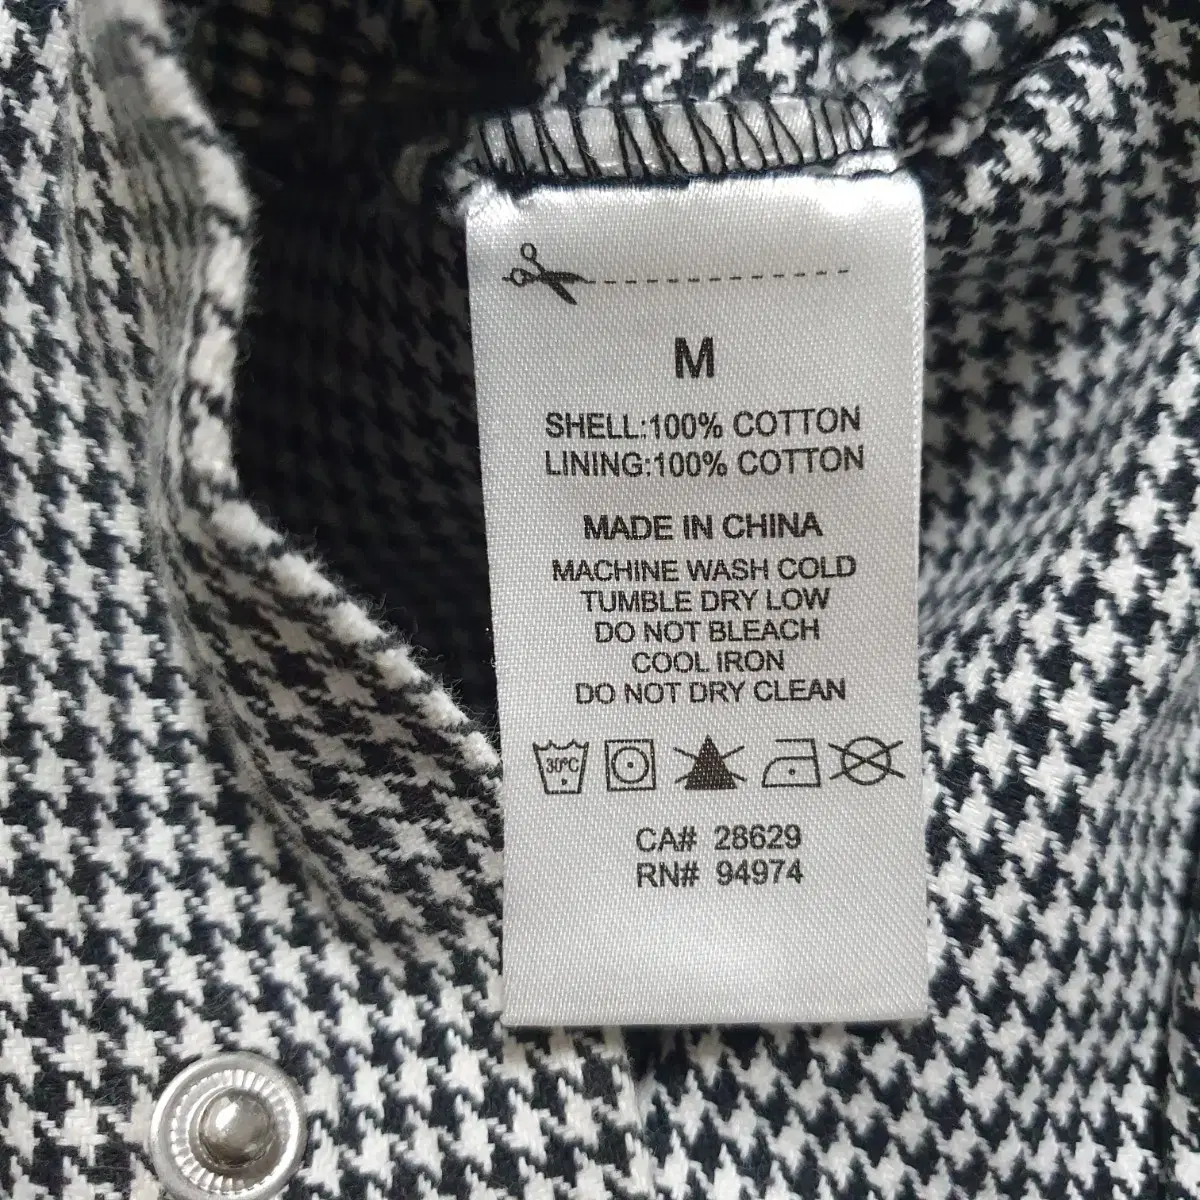 M
SHELL:100% COTTON
LINING:100% COTTON
MADE IN CHINA
MACHINE WASH COLD
TUMBLE DRY LOW
DO NOT BLEACH
COOL IRON
DO NOT DRY CLEAN
30°C
CA# 28629
RN# 94974